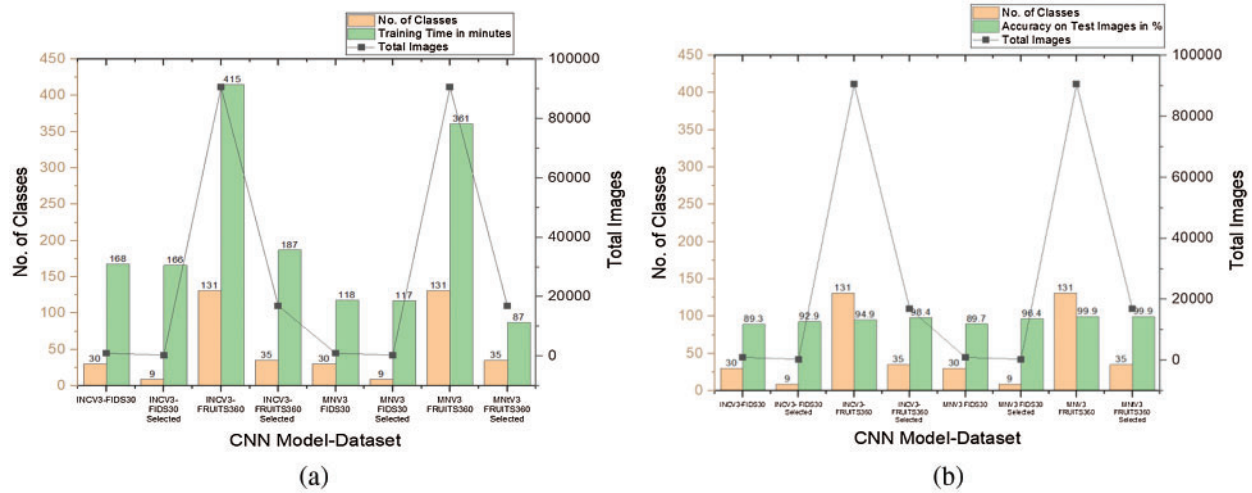 No. of Classes
Training Time in minutes
Total Images
450
400
350
300
250
200
150
100
50
0
No. of Classes
100000
80000
60000
40000
20000
0
Total Images
30
168
9
166
131
415
35
187
30
118
9
117
131
361
35
87
INCV3-FIDS30
INCV3-
FIDS30
Selected
INCV3-
FRUITS360
INCV3-
FRUITS360
Selected
MNV3
FIDS30
MNV3
FIDS30
Selected
MNV3
FRUITS360
MNtV3
FRUITS360
Selected
CNN Model-Dataset
(a)
No. of Classes
Accuracy on Test Images in %
Total Images
450
400
350
300
250
200
150
100
50
0
No. of Classes
100000
80000
60000
40000
20000
0
Total Images
30
89.3
9
92.9
131
94.9
35
98.4
30
89.7
9
96.4
131
99.9
35
99.9
INCV3-FIDS30
INCV3- FIDS30
Selected
INCV3-
FRUITS360
INCV3-
FRUITS360
Selected
MNV3 FIDS30
MNV3 FIDS30
Selected
MNV3
FRUITS360
MNtV3
FRUITS360
Selected
CNN Model-Dataset
(b)